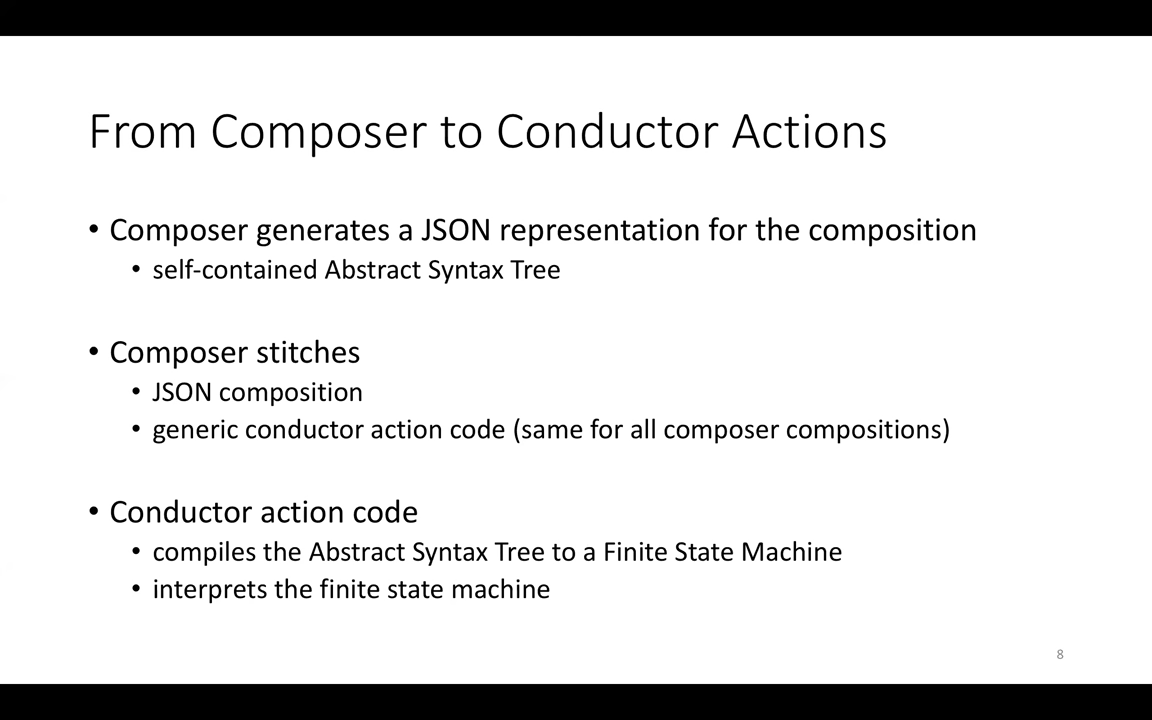 From Composer to Conductor Actions
• Composer generates a JSON representation for the composition
• self-contained Abstract Syntax Tree
• Composer stitches
• JSON composition
• generic conductor action code (same for all composer compositions)
• Conductor action code
• compiles the Abstract Syntax Tree to a Finite State Machine
• interprets the finite state machine
8